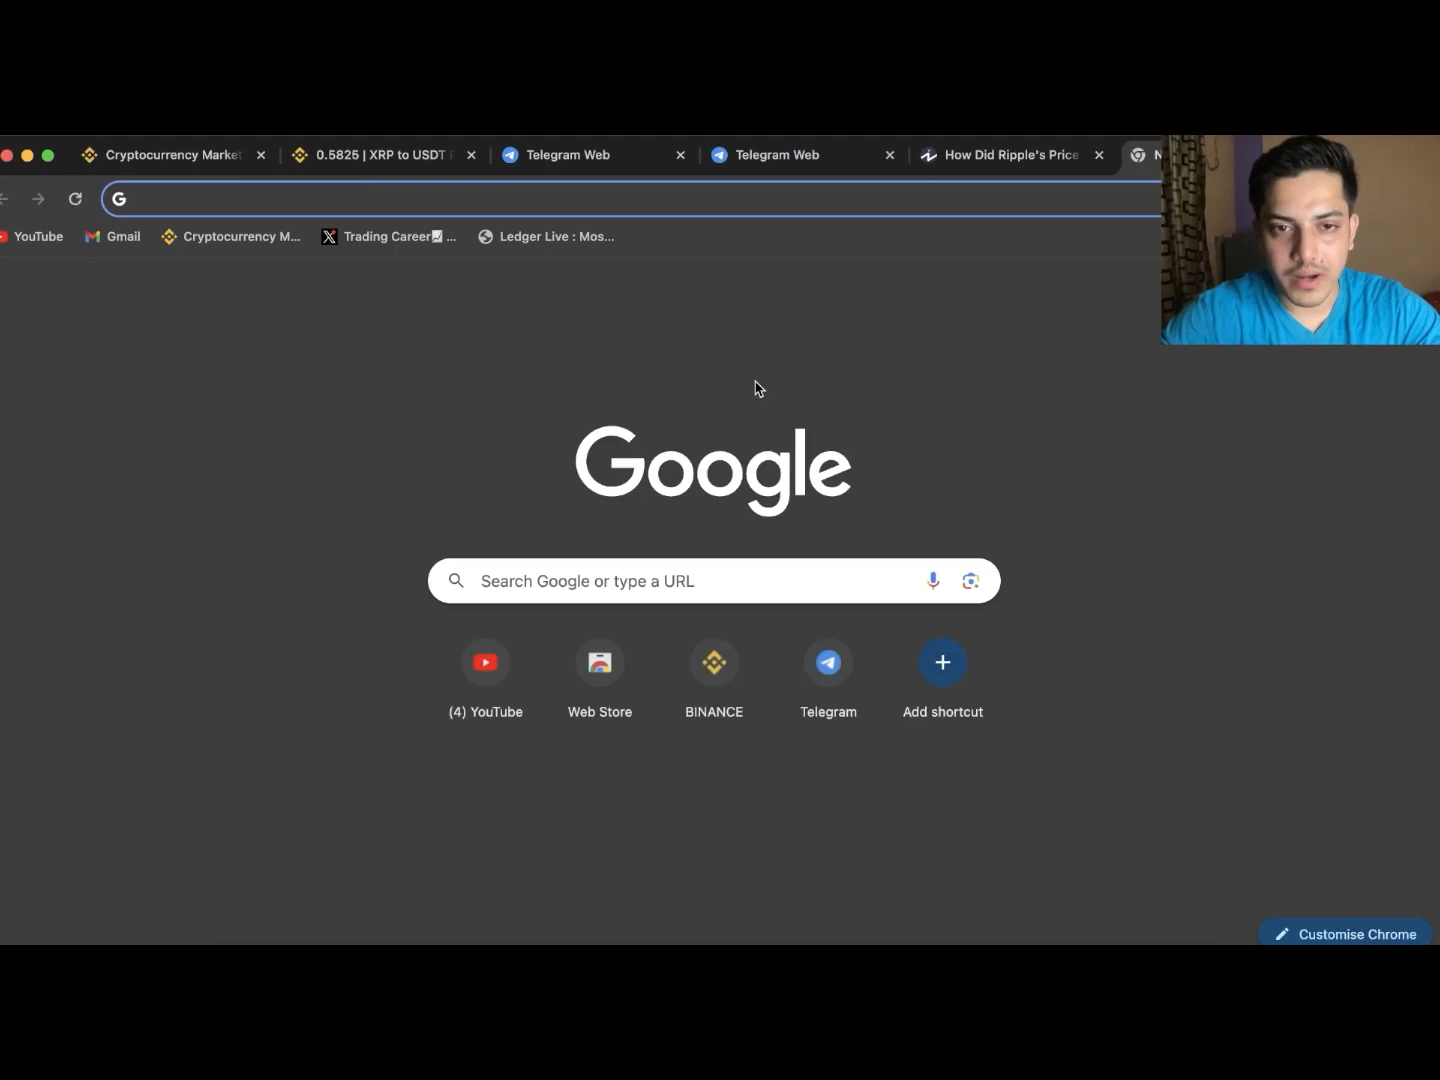 Cryptocurrency Market
0.5825 | XRP to USDT
Telegram Web
Telegram Web
How Did Ripple's Price
N
G
YouTube
Gmail
Cryptocurrency M...
Trading Career📈 ...
Ledger Live : Mos...
Google
Search Google or type a URL
(4) YouTube
Web Store
BINANCE
Telegram
Add shortcut
Customise Chrome